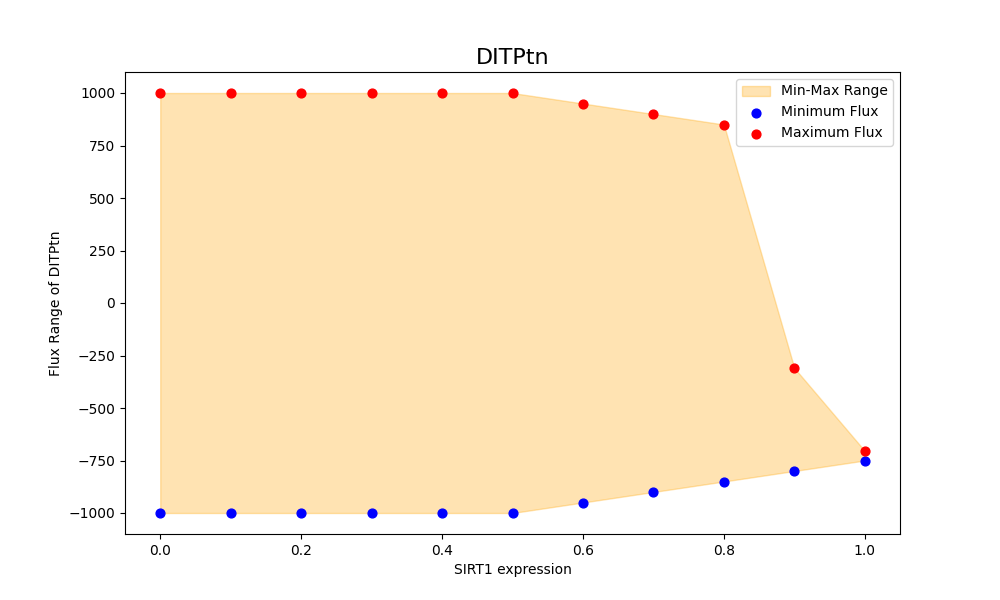 DITPtn
Min-Max Range
Minimum Flux
Maximum Flux
Flux Range of DITPtn
1000
750
500
250
0
−250
−500
−750
−1000
0.0 0.2 0.4 0.6 0.8 1.0
SIRT1 expression